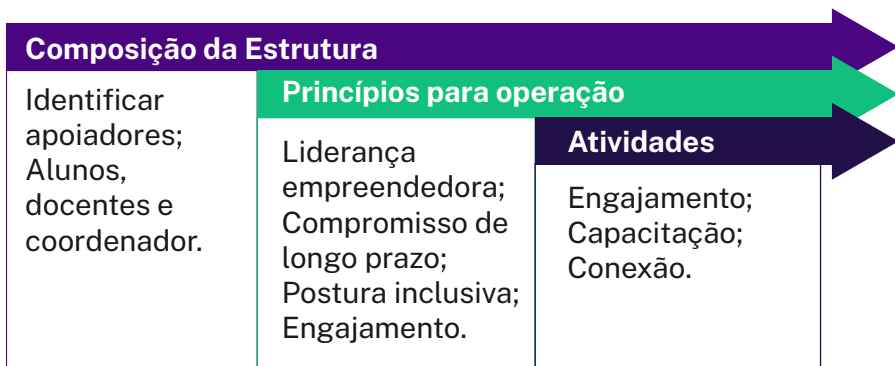 Composição da Estrutura
Identificar
apoiadores;
Alunos,
docentes e
coordenador.
Princípios para operação
Liderança
empreendedora;
Compromisso de
longo prazo;
Postura inclusiva;
Engajamento.
Atividades
Engajamento;
Capacitação;
Conexão.